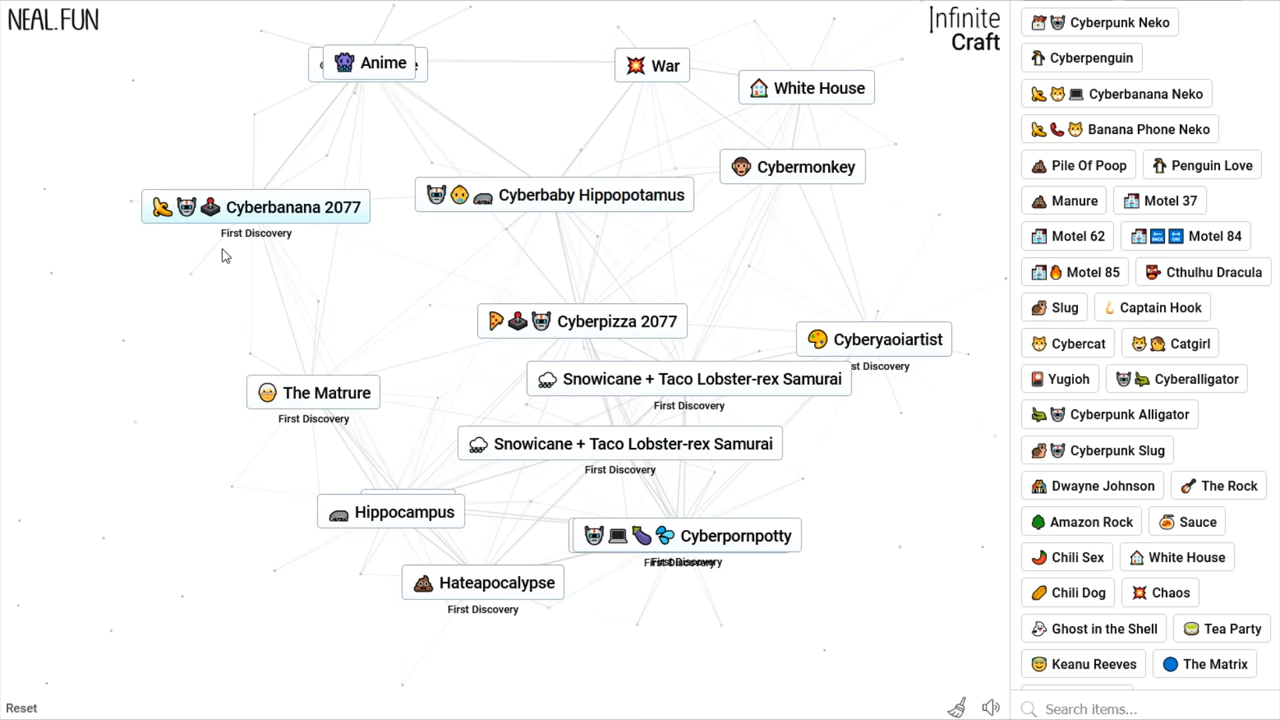 NEAL.FUN
Infinite
Craft
Anime
War
White House
Cybermonkey
Cyberbaby Hippopotamus
Cyberbanana 2077
First Discovery
Cyberpizza 2077
Cyberyaoiartist
st Discovery
Snowicane + Taco Lobster-rex Samurai
First Discovery
The Matrure
First Discovery
Snowicane + Taco Lobster-rex Samurai
First Discovery
Hippocampus
Cyberpornpotty
First Discovery
Hateapocalypse
First Discovery
Reset
Cyberpunk Neko
Cyberpenguin
Cyberbanana Neko
Banana Phone Neko
Pile Of Poop Penguin Love
Manure Motel 37
Motel 62 Motel 84
Motel 85 Cthulhu Dracula
Slug Captain Hook
Cybercat Catgirl
Yugioh Cyberalligator
Cyberpunk Alligator
Cyberpunk Slug
Dwayne Johnson The Rock
Amazon Rock Sauce
Chili Sex White House
Chili Dog Chaos
Ghost in the Shell Tea Party
Keanu Reeves The Matrix
Search items...